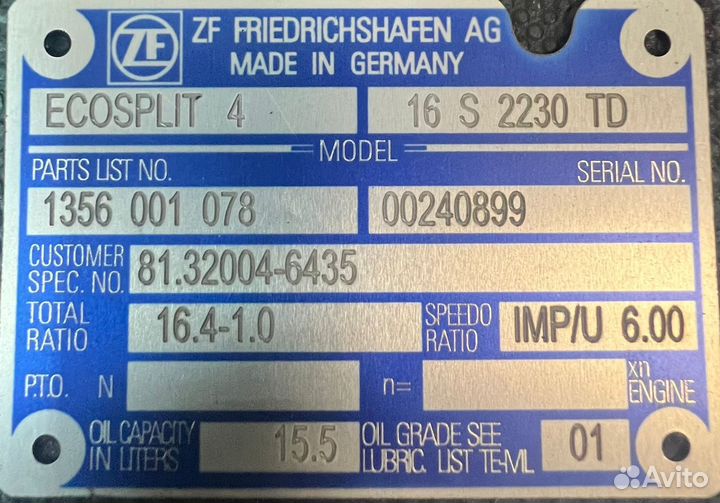 ZF ZF FRIEDRICHSHAFEN AG
MADE IN GERMANY
ECOSPLIT 4 16 S 2230 TD
MODEL
PARTS LIST NO. SERIAL NO.
1356 001 078 00240899
CUSTOMER
SPEC. NO. 81.32004-6435
TOTAL
RATIO 16.4-1.0 SPEEDO
RATIO IMP/U 6.00
P.T.O. N n= xn
ENGINE
OIL CAPACITY
IN LITERS 15.5 OIL GRADE SEE
LUBRIC. LIST TE-ML 01
Avito